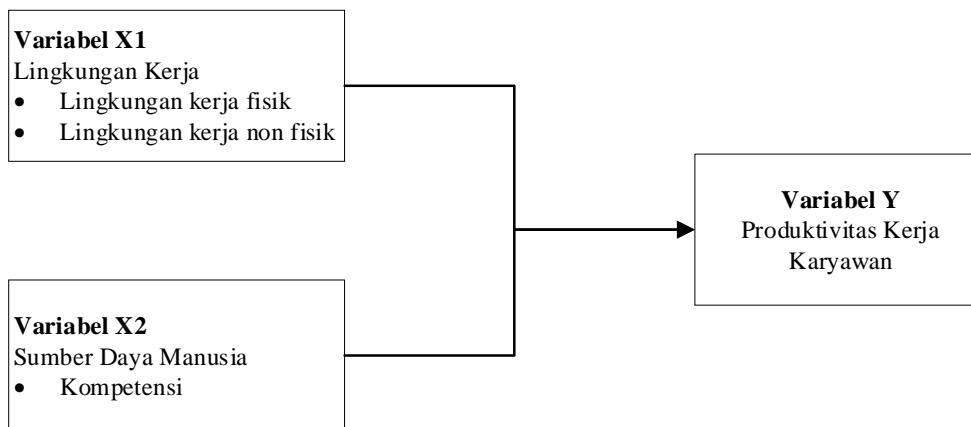 Variabel X1
Lingkungan Kerja
• Lingkungan kerja fisik
• Lingkungan kerja non fisik
Variabel Y
Produktivitas Kerja
Karyawan
Variabel X2
Sumber Daya Manusia
• Kompetensi